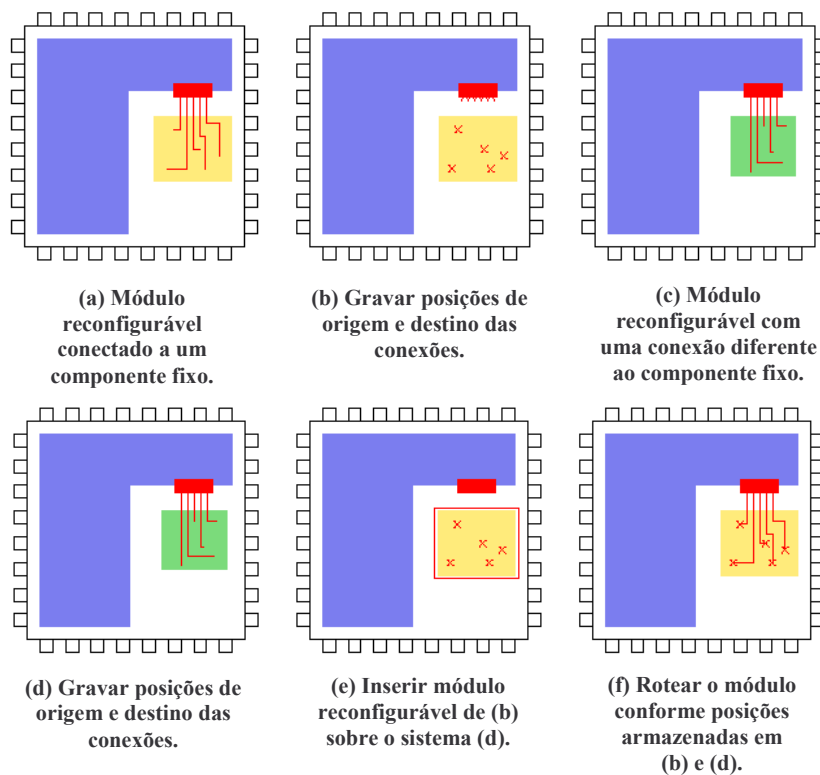 (a) Módulo
reconfigurável
conectado a um
componente fixo.
(b) Gravar posições de
origem e destino das
conexões.
(c) Módulo
reconfigurável com
uma conexão diferente
ao componente fixo.
(d) Gravar posições de
origem e destino das
conexões.
(e) Inserir módulo
reconfigurável de (b)
sobre o sistema (d).
(f) Rotear o módulo
conforme posições
armazenadas em
(b) e (d).